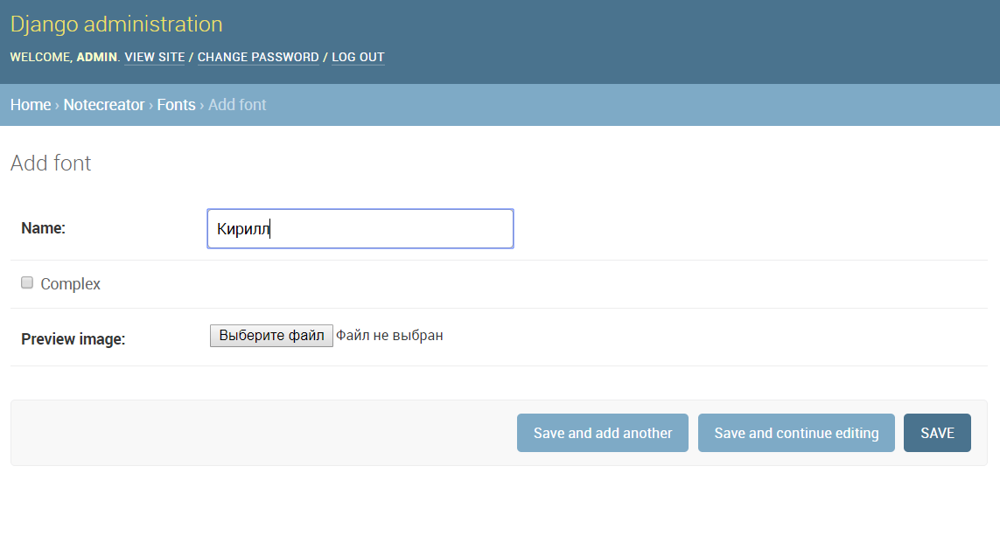 Django administration
WELCOME, ADMIN. VIEW SITE / CHANGE PASSWORD / LOG OUT
Home › Notecreator › Fonts › Add font
Add font
Name: Кирилл
Complex
Preview image: Выберите файл Файл не выбран
Save and add another Save and continue editing SAVE